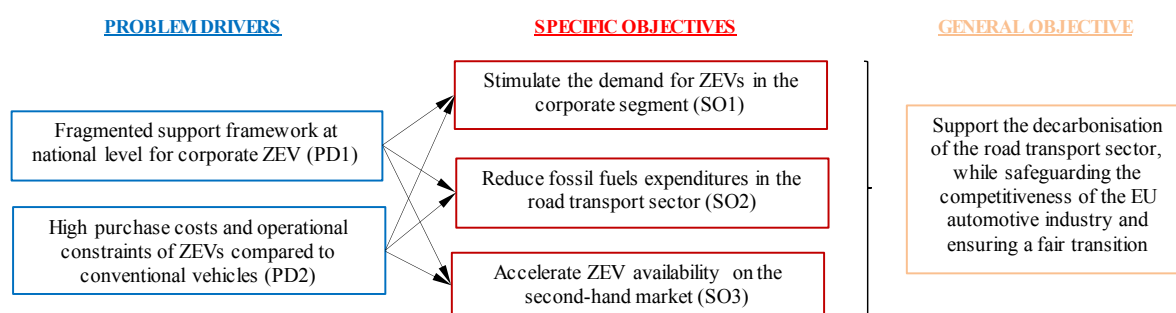 PROBLEM DRIVERS
Fragmented support framework at
national level for corporate ZEV (PD1)
High purchase costs and operational
constraints of ZEVs compared to
conventional vehicles (PD2)
SPECIFIC OBJECTIVES
Stimulate the demand for ZEVs in the
corporate segment (SO1)
Reduce fossil fuels expenditures in the
road transport sector (SO2)
Accelerate ZEV availability on the
second-hand market (SO3)
GENERAL OBJECTIVE
Support the decarbonisation
of the road transport sector,
while safeguarding the
competitiveness of the EU
automotive industry and
ensuring a fair transition